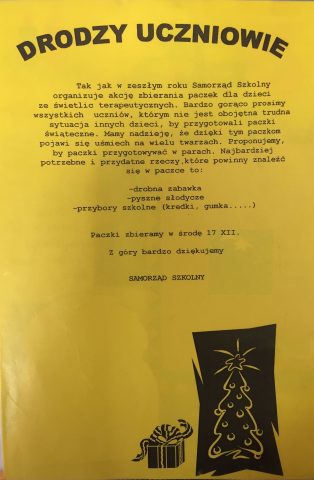 DRODZY UCZNIOWIE
Tak jak w zeszłym roku Samorząd Szkolny
organizuje akcję zbierania paczek dla dzieci
ze świetlic terapeutycznych. Bardzo gorąco prosimy
wszystkich uczniów, którym nie jest obojętna trudna
sytuacja innych dzieci, by przygotowali paczki
świąteczne. Mamy nadzieję, że dzięki tym paczkom
pojawi się uśmiech na wielu twarzach. Proponujemy,
by paczki przygotowywać w parach. Najbardziej
potrzebne i przydatne rzeczy,które powinny znaleźć
się w paczce to:
-drobna zabawka
-pyszne słodycze
-przybory szkolne (kredki, gumka.....)
Paczki zbieramy w środę 17 XII.
Z góry bardzo dziękujemy
SAMORZĄD SZKOLNY